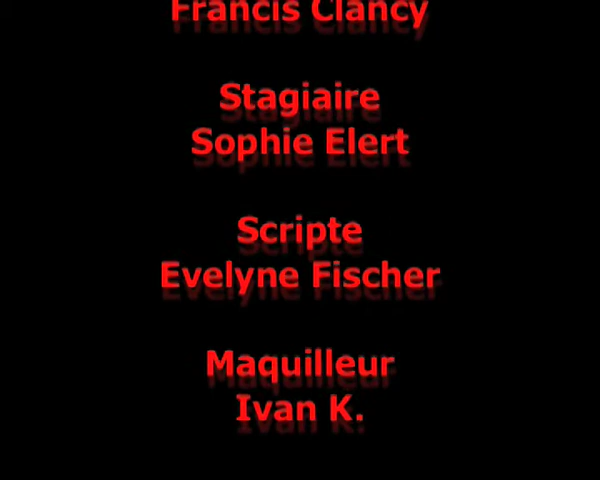 Francis Clancy
Stagiaire
Sophie Elert
Scripte
Evelyne Fischer
Maquilleur
Ivan K.